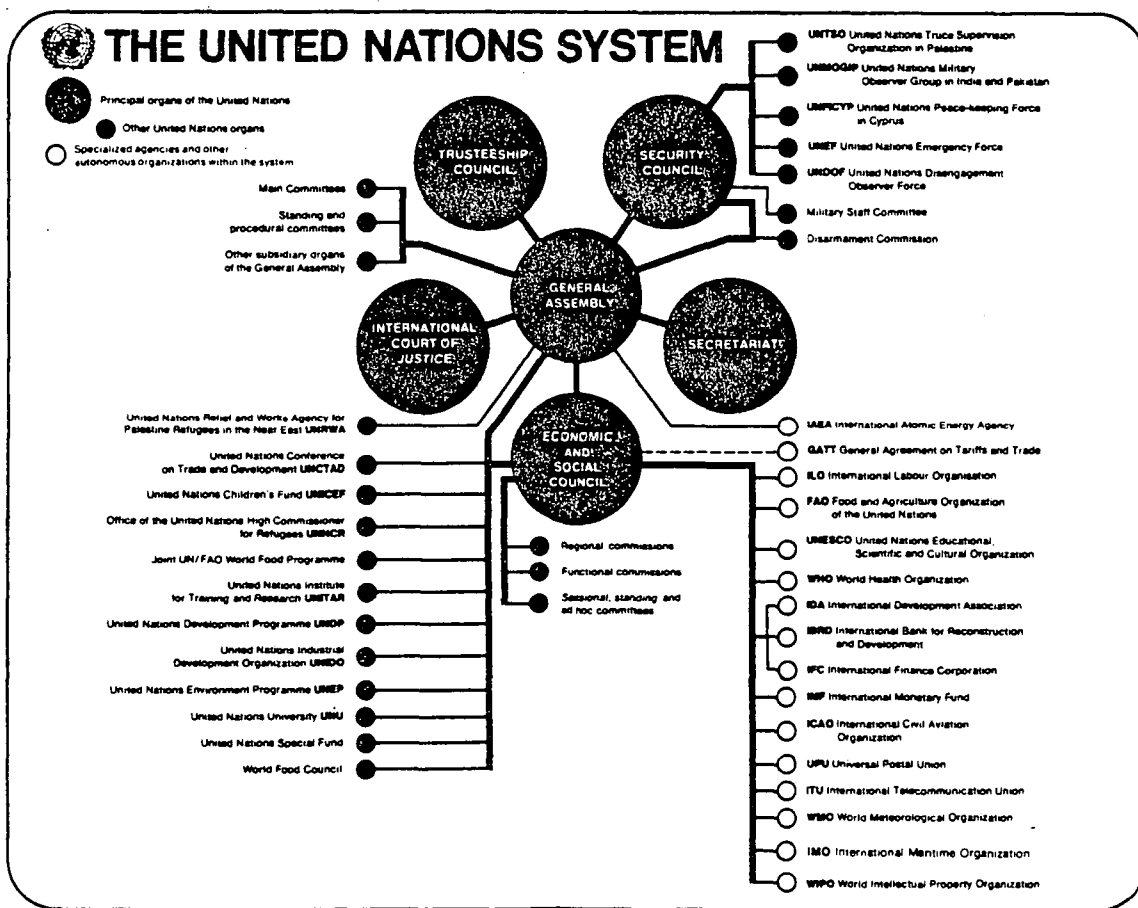 THE UNITED NATIONS SYSTEM
Principal organs of the United Nations
Other United Nations organs
Specialized agencies and other
autonomous organizations within the system
TRUSTEESHIP
COUNCIL
SECURITY
COUNCIL
UNTSO United Nations Truce Supervision
Organization in Palestine
UNMOGIP United Nations Military
Observer Group in India and Pakistan
UNFICYP United Nations Peace-keeping Force
in Cyprus
UNEF United Nations Emergency Force
UNDOF United Nations Disengagement
Observer Force
Military Staff Committee
Disarmament Commission
Main Committees
Standing and
procedural committees
Other subsidiary organs
of the General Assembly
GENERAL
ASSEMBLY
INTERNATIONAL
COURT OF
JUSTICE
SECRETARIAT
ECONOMIC
AND
SOCIAL
COUNCIL
United Nations Relief and Works Agency for
Palestine Refugees in the Near East UNRWA
United Nations Conference
on Trade and Development UNCTAD
United Nations Children's Fund UNICEF
Office of the United Nations High Commissioner
for Refugees UNHCR
Joint UN/FAO World Food Programme
United Nations Institute
for Training and Research UNITAR
United Nations Development Programme UNDP
United Nations Industrial
Development Organization UNIDO
United Nations Environment Programme UNEP
United Nations University UNU
United Nations Special Fund
World Food Council
Regional commissions
Functional commissions
Sessional, standing and
ad hoc committees
IAEA International Atomic Energy Agency
GATT General Agreement on Tariffs and Trade
ILO International Labour Organisation
FAO Food and Agriculture Organization
of the United Nations
UNESCO United Nations Educational,
Scientific and Cultural Organization
WHO World Health Organization
IDA International Development Association
IBRD International Bank for Reconstruction
and Development
IFC International Finance Corporation
IMF International Monetary Fund
ICAO International Civil Aviation
Organization
UPU Universal Postal Union
ITU International Telecommunication Union
WMO World Meteorological Organization
IMO International Maritime Organization
WIPO World Intellectual Property Organization